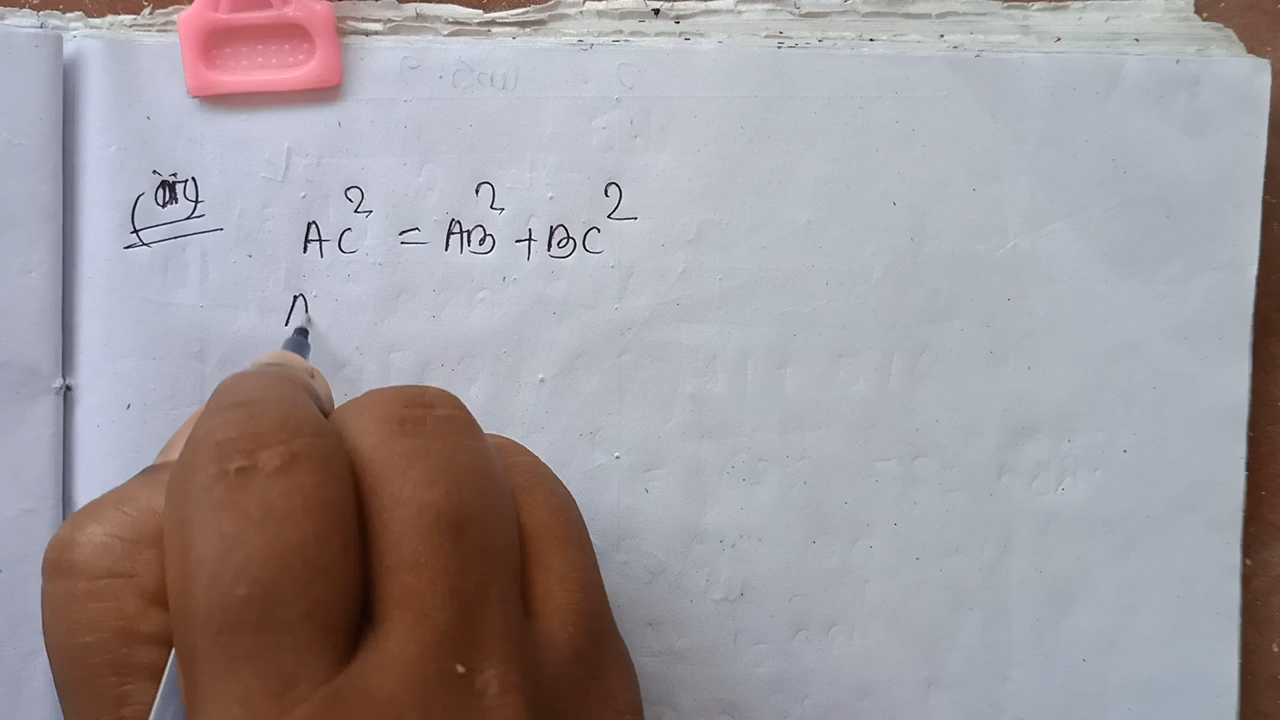 AC² = AB² + BC²